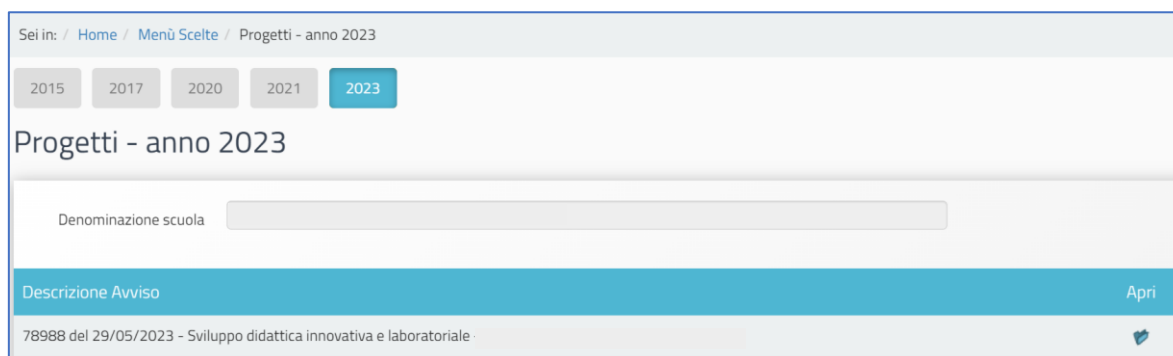 Sei in: / Home / Menù Scelte / Progetti - anno 2023
2015 2017 2020 2021 2023
Progetti - anno 2023
Denominazione scuola
Descrizione Avviso Apri
78988 del 29/05/2023 - Sviluppo didattica innovativa e laboratoriale -